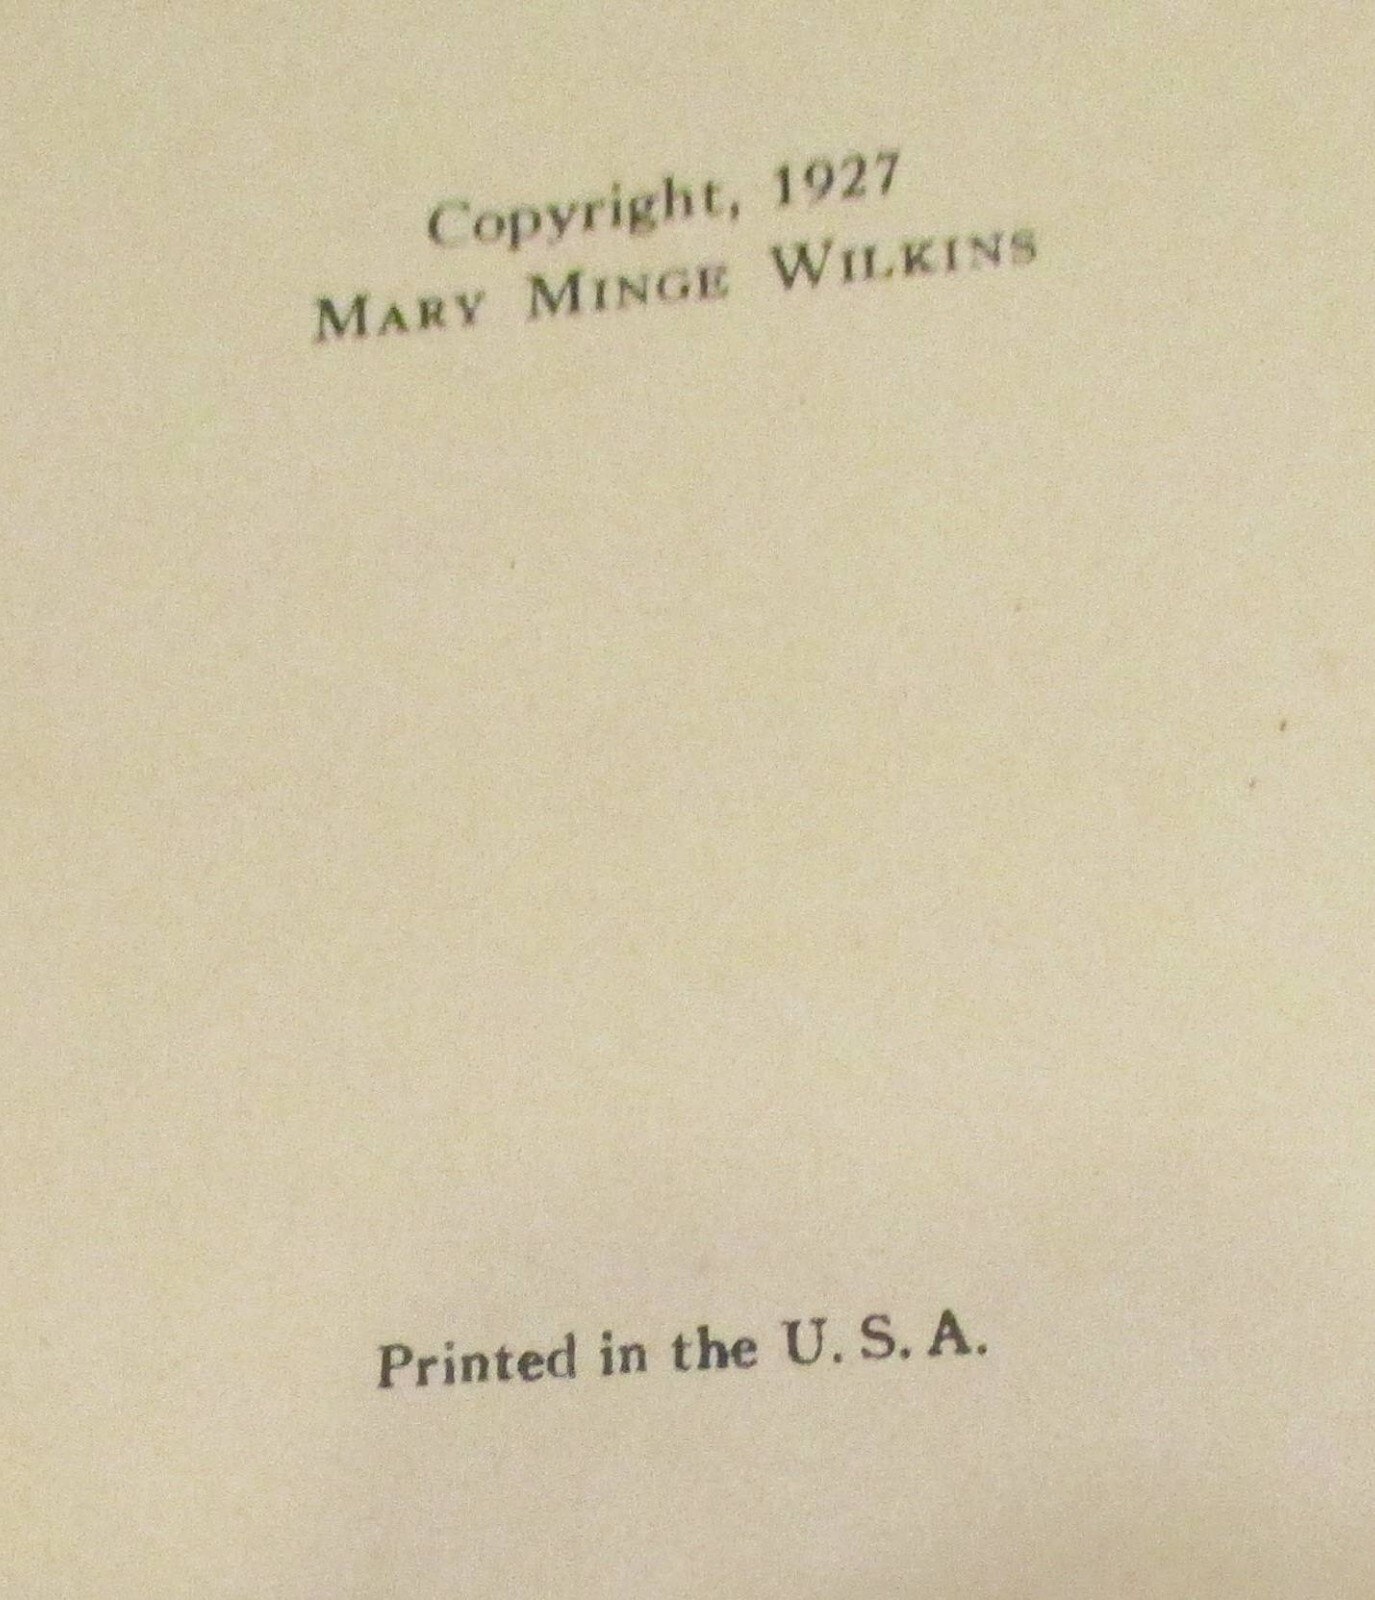 Copyright, 1927
MARY MINGE WILKINS
Printed in the U. S. A.